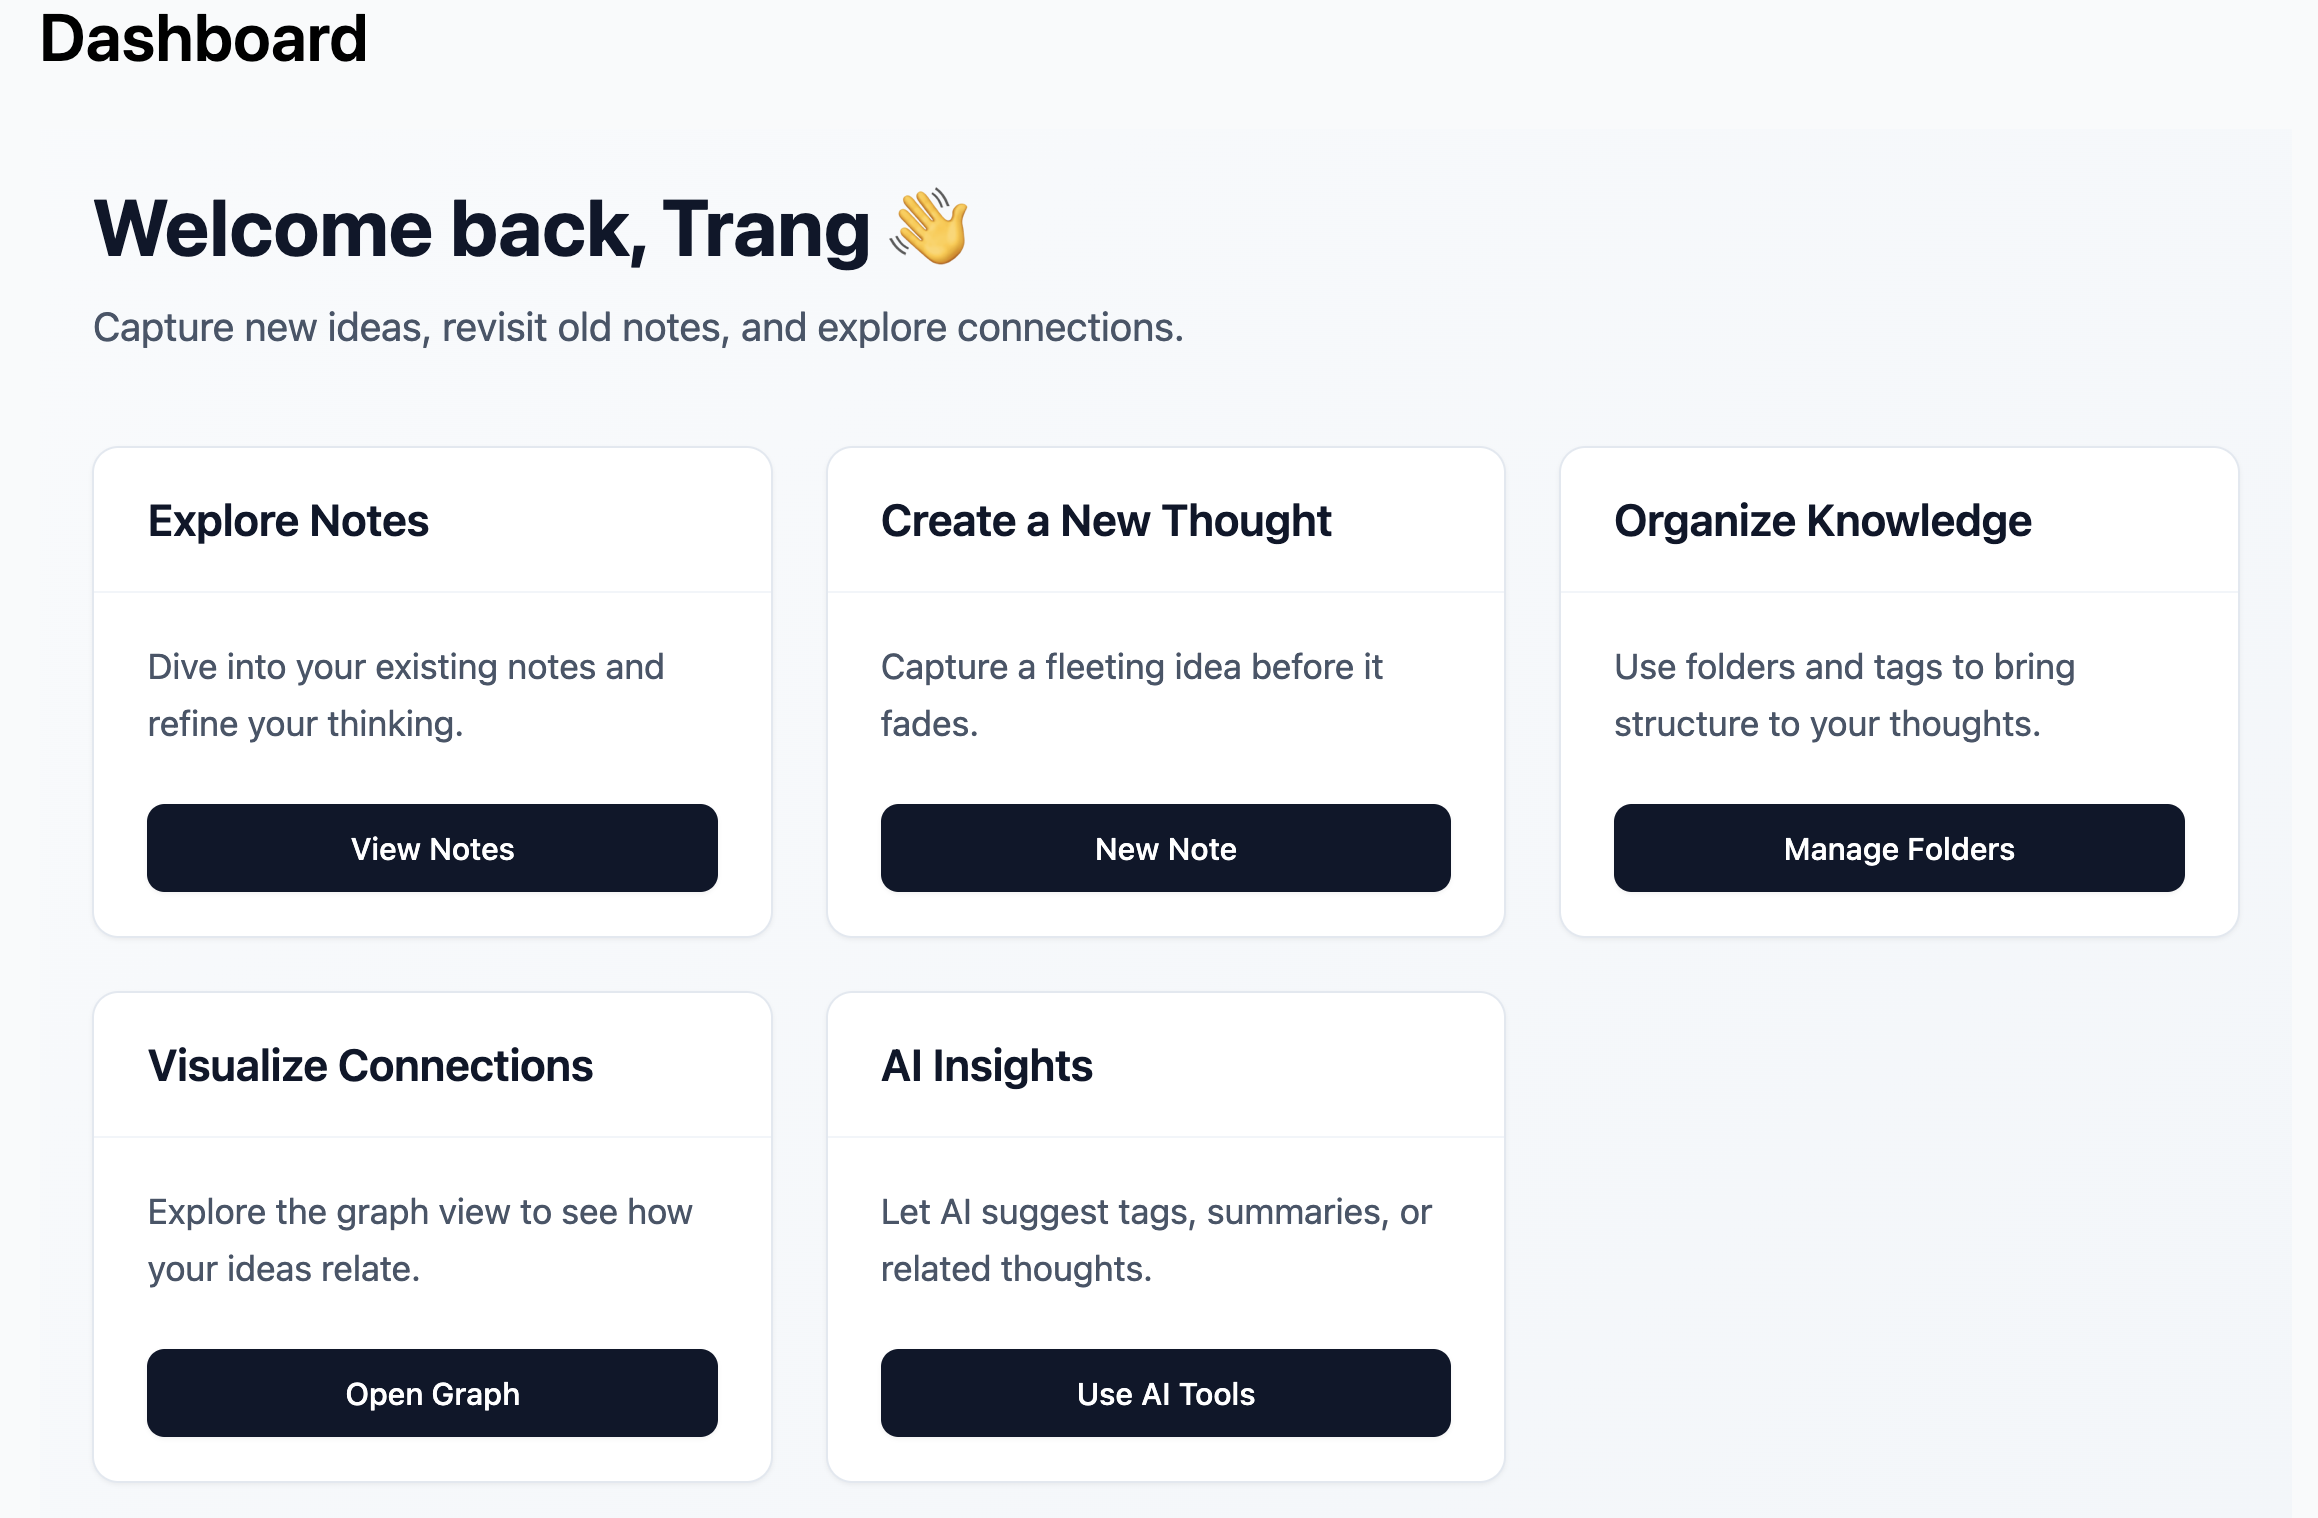 Dashboard
Welcome back, Trang 👋
Capture new ideas, revisit old notes, and explore connections.
Explore Notes
Dive into your existing notes and
refine your thinking.
View Notes
Create a New Thought
Capture a fleeting idea before it
fades.
New Note
Organize Knowledge
Use folders and tags to bring
structure to your thoughts.
Manage Folders
Visualize Connections
Explore the graph view to see how
your ideas relate.
Open Graph
AI Insights
Let AI suggest tags, summaries, or
related thoughts.
Use AI Tools